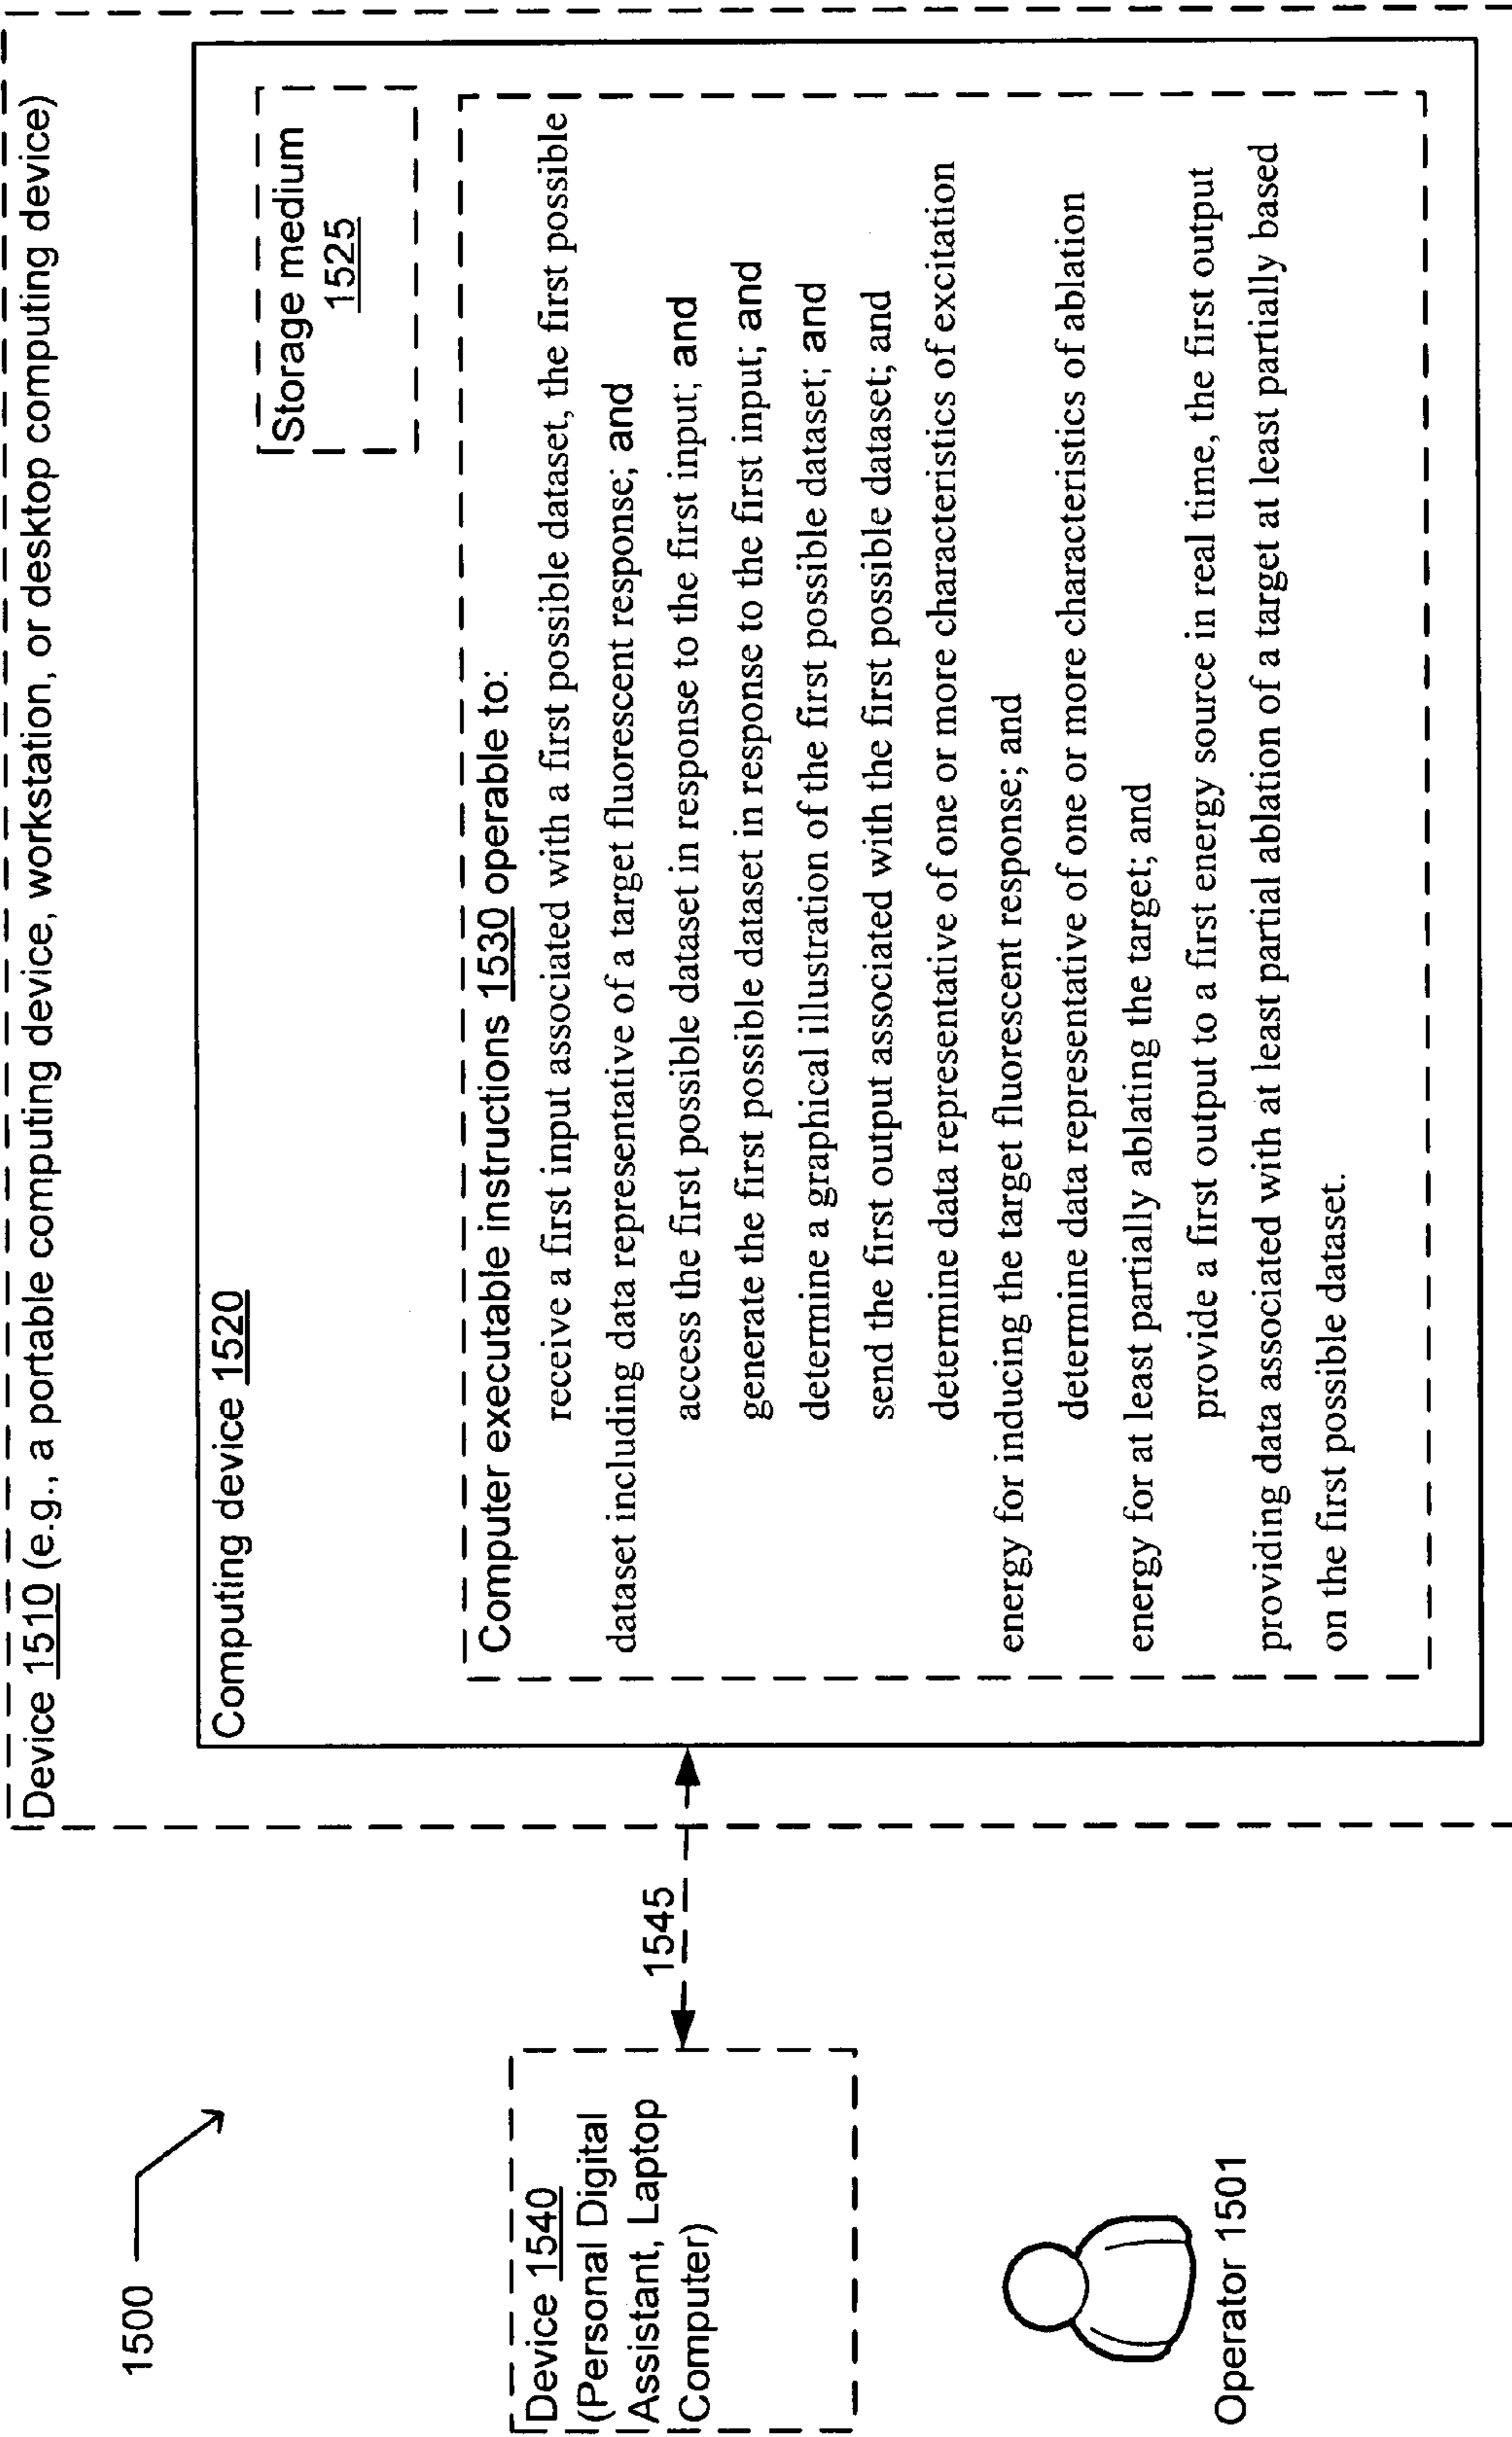 1500
Device 1510 (e.g., a portable computing device, workstation, or desktop computing device)
Computing device 1520
Storage medium
1525
Computer executable instructions 1530 operable to:
receive a first input associated with a first possible dataset, the first possible
dataset including data representative of a target fluorescent response; and
access the first possible dataset in response to the first input; and
generate the first possible dataset in response to the first input; and
determine a graphical illustration of the first possible dataset; and
send the first output associated with the first possible dataset; and
determine data representative of one or more characteristics of excitation
energy for inducing the target fluorescent response; and
determine data representative of one or more characteristics of ablation
energy for at least partially ablating the target; and
provide a first output to a first energy source in real time, the first output
providing data associated with at least partial ablation of a target at least partially based
on the first possible dataset.
1545
Device 1540
(Personal Digital
Assistant, Laptop
Computer)
Operator 1501